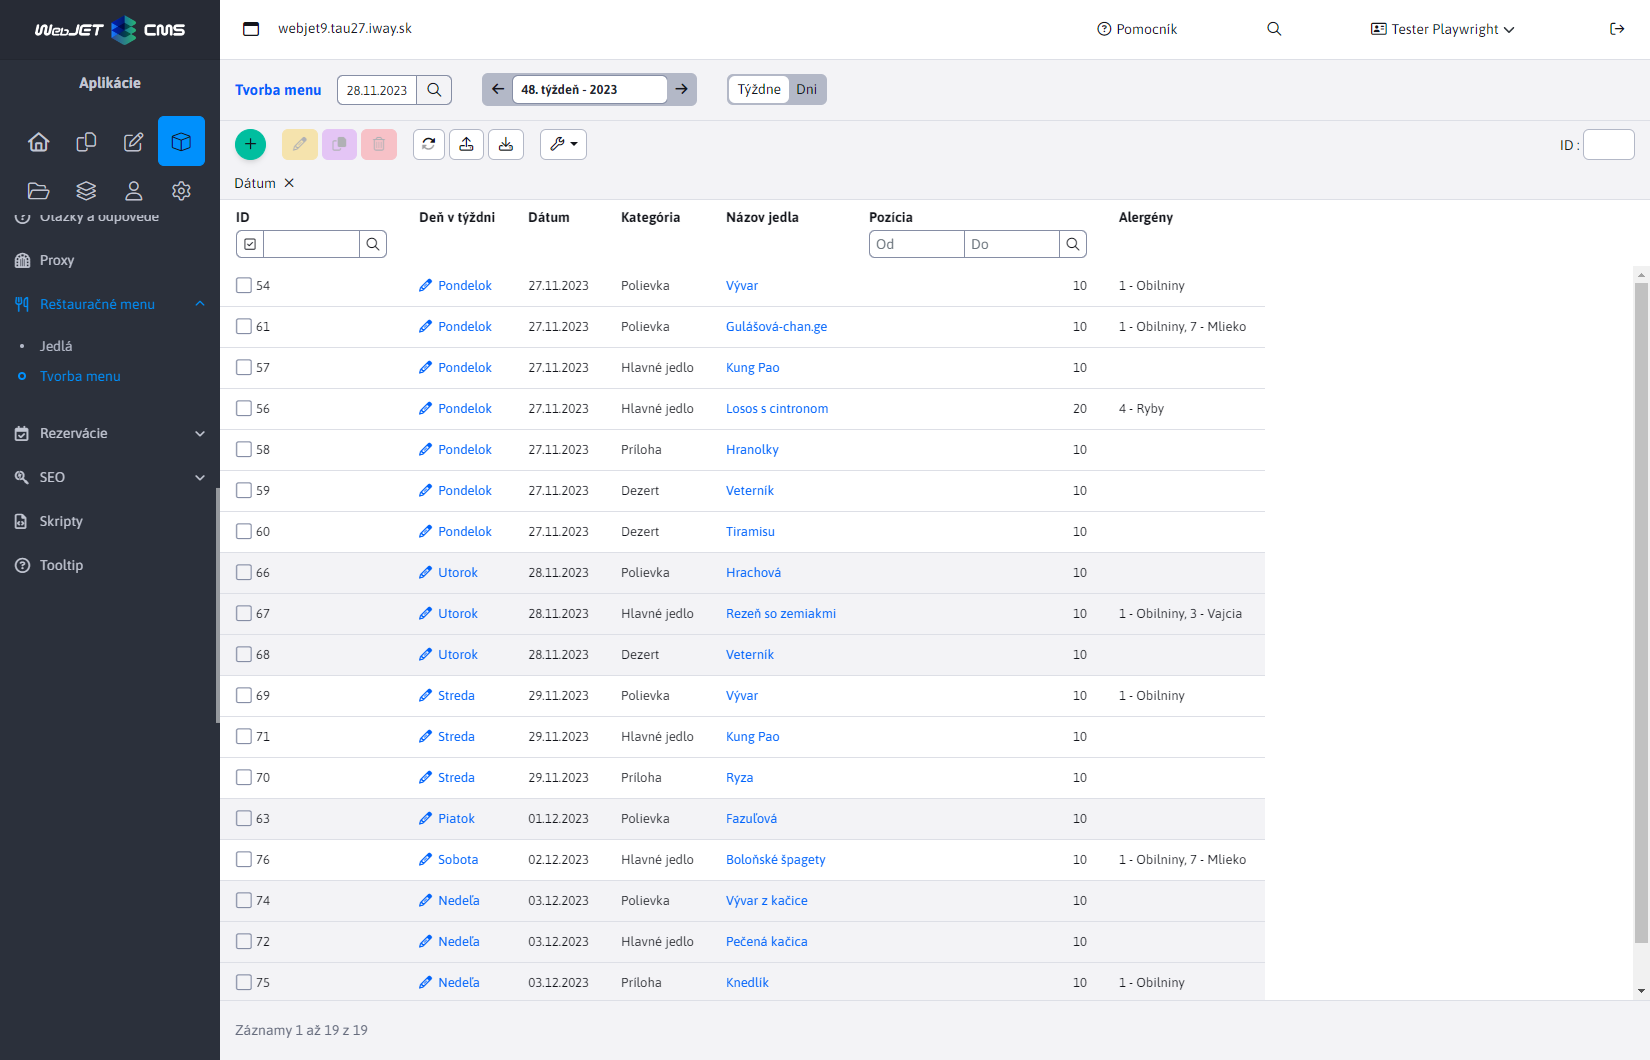 WebJET CMS
webjet9.tau27.iway.sk
Pomocník
Tester Playwright
Aplikácie
Otázky a odpovede
Proxy
Reštauračné menu
Jedlá
Tvorba menu
Rezervácie
SEO
Skripty
Tooltip
Tvorba menu 28.11.2023 48. týždeň - 2023 Týždne Dni
ID :
Dátum
ID Deň v týždni Dátum Kategória Názov jedla Pozícia Alergény
Od Do
54 Pondelok 27.11.2023 Polievka Vývar 10 1 - Obilniny
61 Pondelok 27.11.2023 Polievka Gulášová-chan.ge 10 1 - Obilniny, 7 - Mlieko
57 Pondelok 27.11.2023 Hlavné jedlo Kung Pao 10
56 Pondelok 27.11.2023 Hlavné jedlo Losos s cintronom 20 4 - Ryby
58 Pondelok 27.11.2023 Príloha Hranolky 10
59 Pondelok 27.11.2023 Dezert Veterník 10
60 Pondelok 27.11.2023 Dezert Tiramisu 10
66 Utorok 28.11.2023 Polievka Hrachová 10
67 Utorok 28.11.2023 Hlavné jedlo Rezeň so zemiakmi 10 1 - Obilniny, 3 - Vajcia
68 Utorok 28.11.2023 Dezert Veterník 10
69 Streda 29.11.2023 Polievka Vývar 10 1 - Obilniny
71 Streda 29.11.2023 Hlavné jedlo Kung Pao 10
70 Streda 29.11.2023 Príloha Ryza 10
63 Piatok 01.12.2023 Polievka Fazuľová 10
76 Sobota 02.12.2023 Hlavné jedlo Boloňské špagety 10 1 - Obilniny, 7 - Mlieko
74 Nedeľa 03.12.2023 Polievka Vývar z kačice 10
72 Nedeľa 03.12.2023 Hlavné jedlo Pečená kačica 10
75 Nedeľa 03.12.2023 Príloha Knedlík 10 1 - Obilniny
Záznamy 1 až 19 z 19